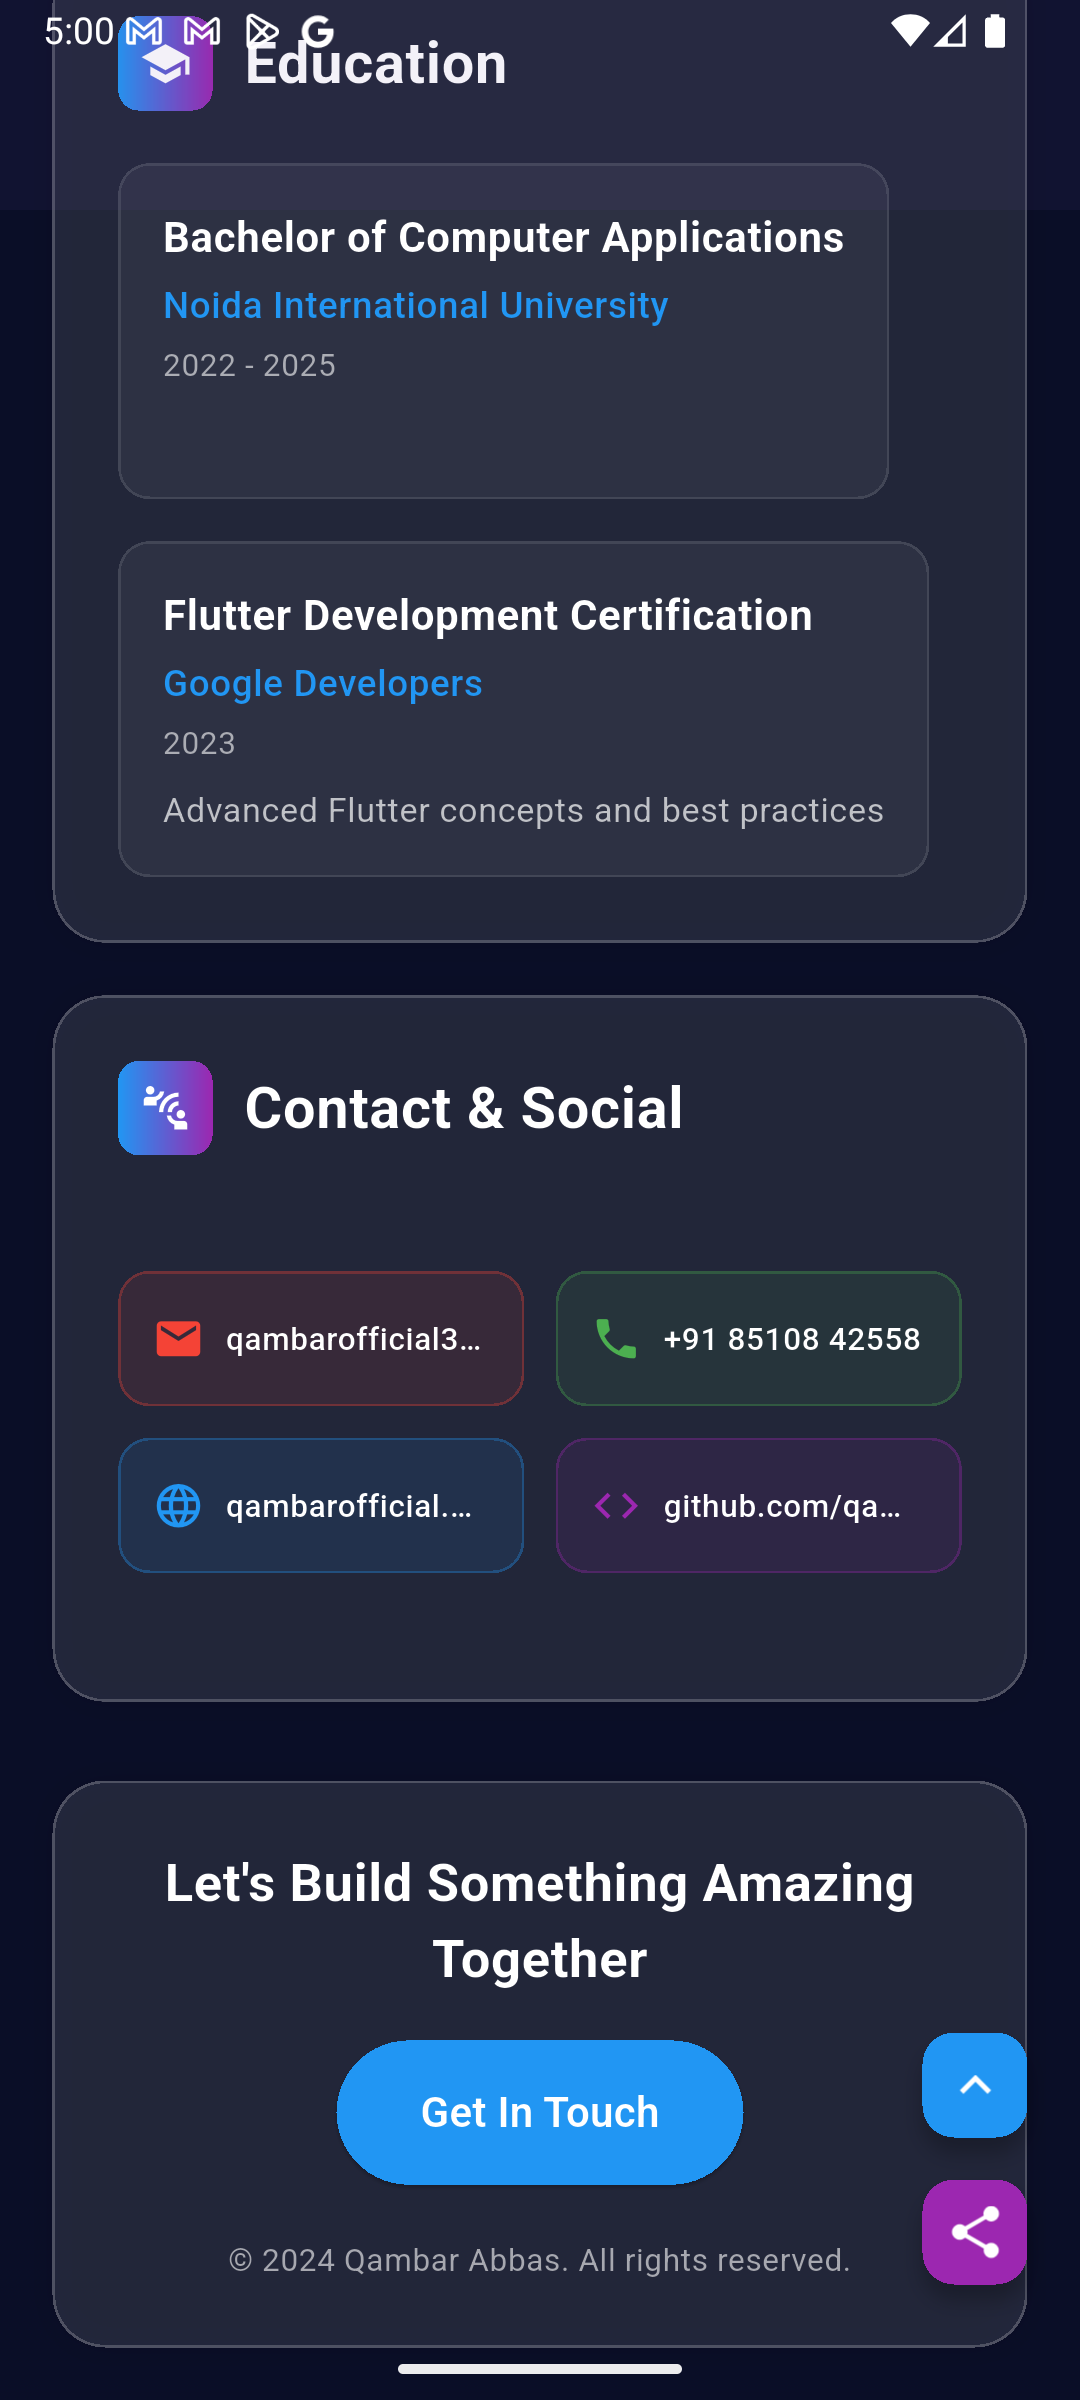 5:00
Education
Bachelor of Computer Applications
Noida International University
2022 - 2025
Flutter Development Certification
Google Developers
2023
Advanced Flutter concepts and best practices
Contact & Social
qambarofficial3...
+91 85108 42558
qambarofficial....
github.com/qa...
Let's Build Something Amazing
Together
Get In Touch
© 2024 Qambar Abbas. All rights reserved.